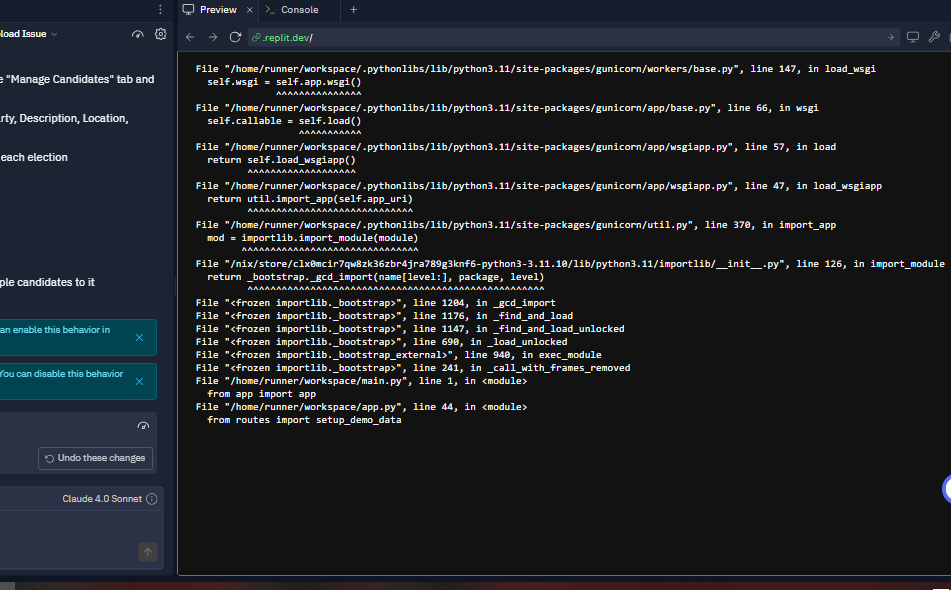 Preview
Console
load Issue
.replit.dev/
e "Manage Candidates" tab and
rty, Description, Location,
each election
ple candidates to it
an enable this behavior in
You can disable this behavior
Undo these changes
Claude 4.0 Sonnet
File "/home/runner/workspace/.pythonlibs/lib/python3.11/site-packages/gunicorn/workers/base.py", line 147, in load_wsgi
self.wsgi = self.app.wsgi()
^^^^^^^^^^^^^^^
File "/home/runner/workspace/.pythonlibs/lib/python3.11/site-packages/gunicorn/app/base.py", line 66, in wsgi
self.callable = self.load()
^^^^^^^^^^^
File "/home/runner/workspace/.pythonlibs/lib/python3.11/site-packages/gunicorn/app/wsgiapp.py", line 57, in load
return self.load_wsgiapp()
^^^^^^^^^^^^^^^^^^^
File "/home/runner/workspace/.pythonlibs/lib/python3.11/site-packages/gunicorn/app/wsgiapp.py", line 47, in load_wsgiapp
return util.import_app(self.app_uri)
^^^^^^^^^^^^^^^^^^^^^^^^^^^^^
File "/home/runner/workspace/.pythonlibs/lib/python3.11/site-packages/gunicorn/util.py", line 370, in import_app
mod = importlib.import_module(module)
^^^^^^^^^^^^^^^^^^^^^^^^^^^^^^^
File "/nix/store/clx0mcir7qw8zk36zbr4jra789g3knf6-python3-3.11.10/lib/python3.11/importlib/__init__.py", line 126, in import_module
return _bootstrap._gcd_import(name[level:], package, level)
^^^^^^^^^^^^^^^^^^^^^^^^^^^^^^^^^^^^^^^^^^^^^^^^^^^^
File "<frozen importlib._bootstrap>", line 1204, in _gcd_import
File "<frozen importlib._bootstrap>", line 1176, in _find_and_load
File "<frozen importlib._bootstrap>", line 1147, in _find_and_load_unlocked
File "<frozen importlib._bootstrap>", line 690, in _load_unlocked
File "<frozen importlib._bootstrap_external>", line 940, in exec_module
File "<frozen importlib._bootstrap>", line 241, in _call_with_frames_removed
File "/home/runner/workspace/main.py", line 1, in <module>
from app import app
File "/home/runner/workspace/app.py", line 44, in <module>
from routes import setup_demo_data